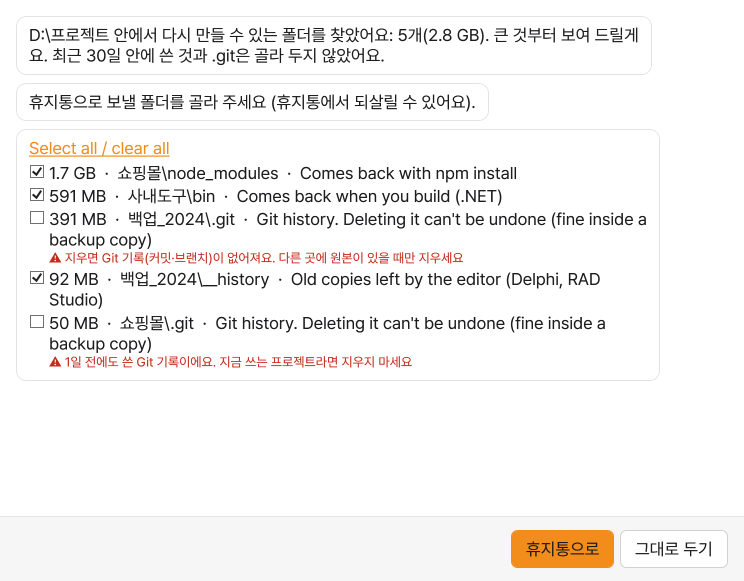 D:\프로젝트 안에서 다시 만들 수 있는 폴더를 찾았어요: 5개(2.8 GB). 큰 것부터 보여 드릴게
요. 최근 30일 안에 쓴 것과 .git은 골라 두지 않았어요.
휴지통으로 보낼 폴더를 골라 주세요 (휴지통에서 되살릴 수 있어요).
Select all / clear all
1.7 GB · 쇼핑몰\node_modules · Comes back with npm install
591 MB · 사내도구\bin · Comes back when you build (.NET)
391 MB · 백업_2024\.git · Git history. Deleting it can't be undone (fine inside a
backup copy)
⚠ 지우면 Git 기록(커밋·브랜치)이 없어져요. 다른 곳에 원본이 있을 때만 지우세요
92 MB · 백업_2024\__history · Old copies left by the editor (Delphi, RAD
Studio)
50 MB · 쇼핑몰\.git · Git history. Deleting it can't be undone (fine inside a
backup copy)
⚠ 1일 전에도 쓴 Git 기록이에요. 지금 쓰는 프로젝트라면 지우지 마세요
휴지통으로
그대로 두기